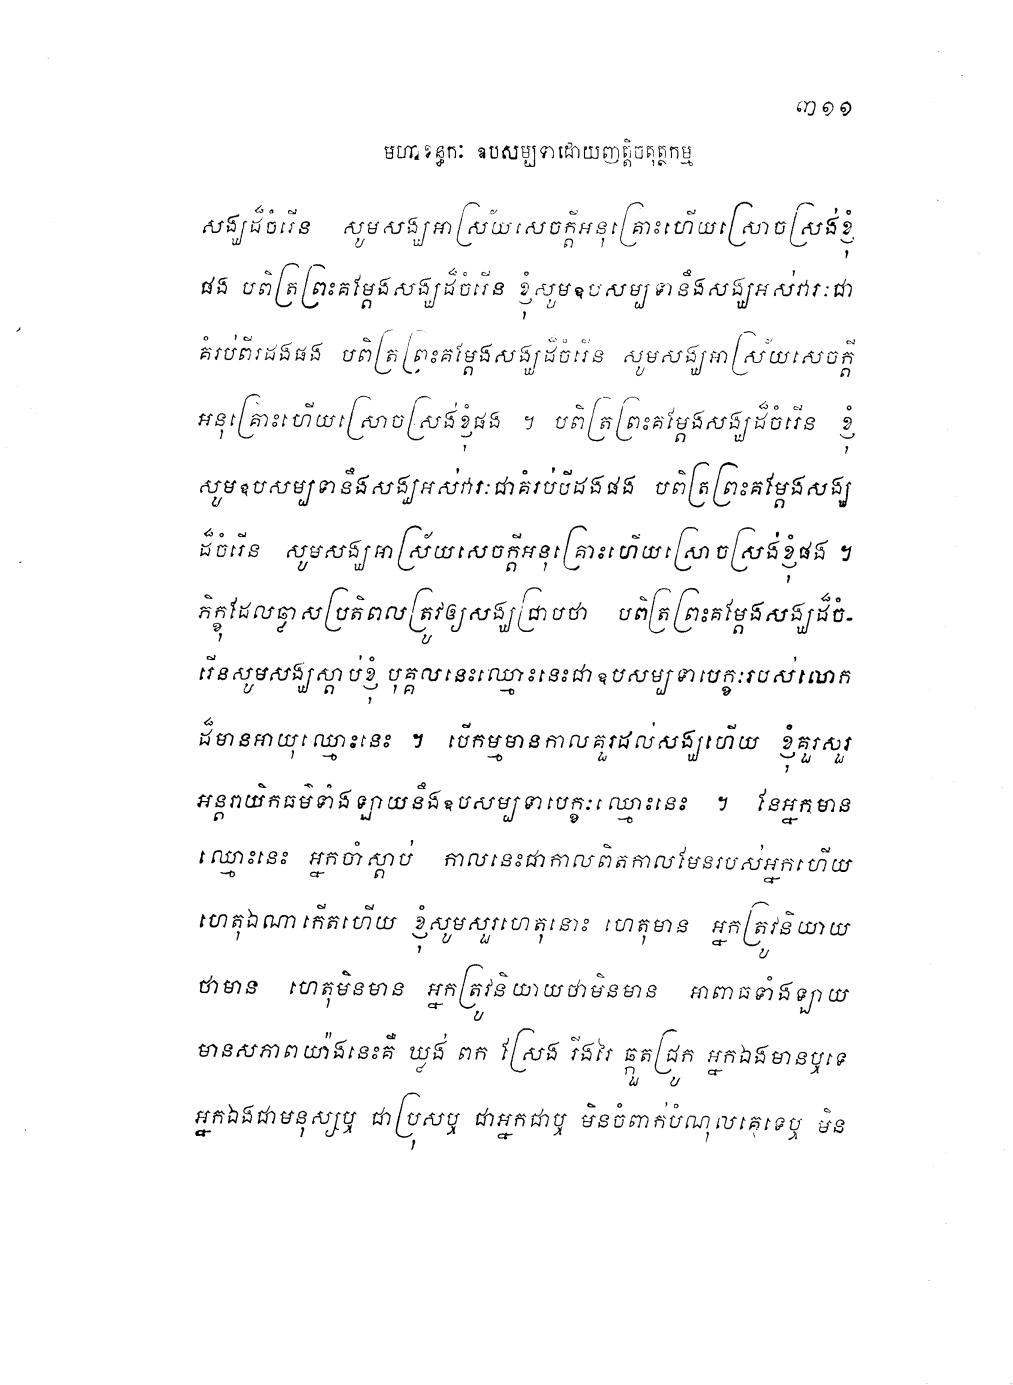 ៣១១
មហាខន្ធកៈ ឧបសម្បទាដោយញត្តិចតុត្ថកម្ម
សង្ឃដ៏ចំរើន សូមសង្ឃអាស្រ័យសេចក្តីអនុគ្រោះហើយស្រោចស្រង់ខ្ញុំ
ផង បពិត្រព្រះគម្តែងសង្ឃដ៏ចំរើន ខ្ញុំសូមឧបសម្បទានឹងសង្ឃអស់វារៈជា
គំរប់ពីរដងផង បពិត្រព្រះគម្តែងសង្ឃដ៏ចំរើន សូមសង្ឃអាស្រ័យសេចក្តី
អនុគ្រោះហើយស្រោចស្រង់ខ្ញុំផង ។ បពិត្រព្រះគម្តែងសង្ឃដ៏ចំរើន ខ្ញុំ
សូមឧបសម្បទានឹងសង្ឃអស់វារៈជាគំរប់បីដងផង បពិត្រព្រះគម្តែងសង្ឃ
ដ៏ចំរើន សូមសង្ឃអាស្រ័យសេចក្តីអនុគ្រោះហើយស្រោចស្រង់ខ្ញុំផង ។
ភិក្ខុដែលឆ្វាសប្រតិពលត្រូវឲ្យសង្ឃជ្រាបថា បពិត្រព្រះគម្តែងសង្ឃដ៏ចំ-
រើនសូមសង្ឃស្តាប់ខ្ញុំ បុគ្គលនេះឈ្មោះនេះជាឧបសម្បទាបេក្ខៈរបស់លោក
ដ៏មានអាយុឈ្មោះនេះ ។ បើកម្មមានកាលគួរដល់សង្ឃហើយ ខ្ញុំគួរសួរ
អន្តរាយិកធម៌ទាំងឡាយនឹងឧបសម្បទាបេក្ខៈឈ្មោះនេះ ។ នែអ្នកមាន
ឈ្មោះនេះ អ្នកចាំស្តាប់ កាលនេះជាកាលពិតកាលមែនរបស់អ្នកហើយ
ហេតុឯណាកើតហើយ ខ្ញុំសូមសួរហេតុនោះ ហេតុមាន អ្នកត្រូវនិយាយ
ថាមាន ហេតុមិនមាន អ្នកត្រូវនិយាយថាមិនមាន អាពាធទាំងឡាយ
មានសភាពយ៉ាងនេះគឺ ឃ្លង់ ពក ស្រែង រីងរៃ ឆ្កួតជ្រូក អ្នកឯងមានឬទេ
អ្នកឯងជាមនុស្សឬ ជាប្រុសឬ ជាអ្នកជាឬ មិនចំពាក់បំណុលគេទេឬ មិន